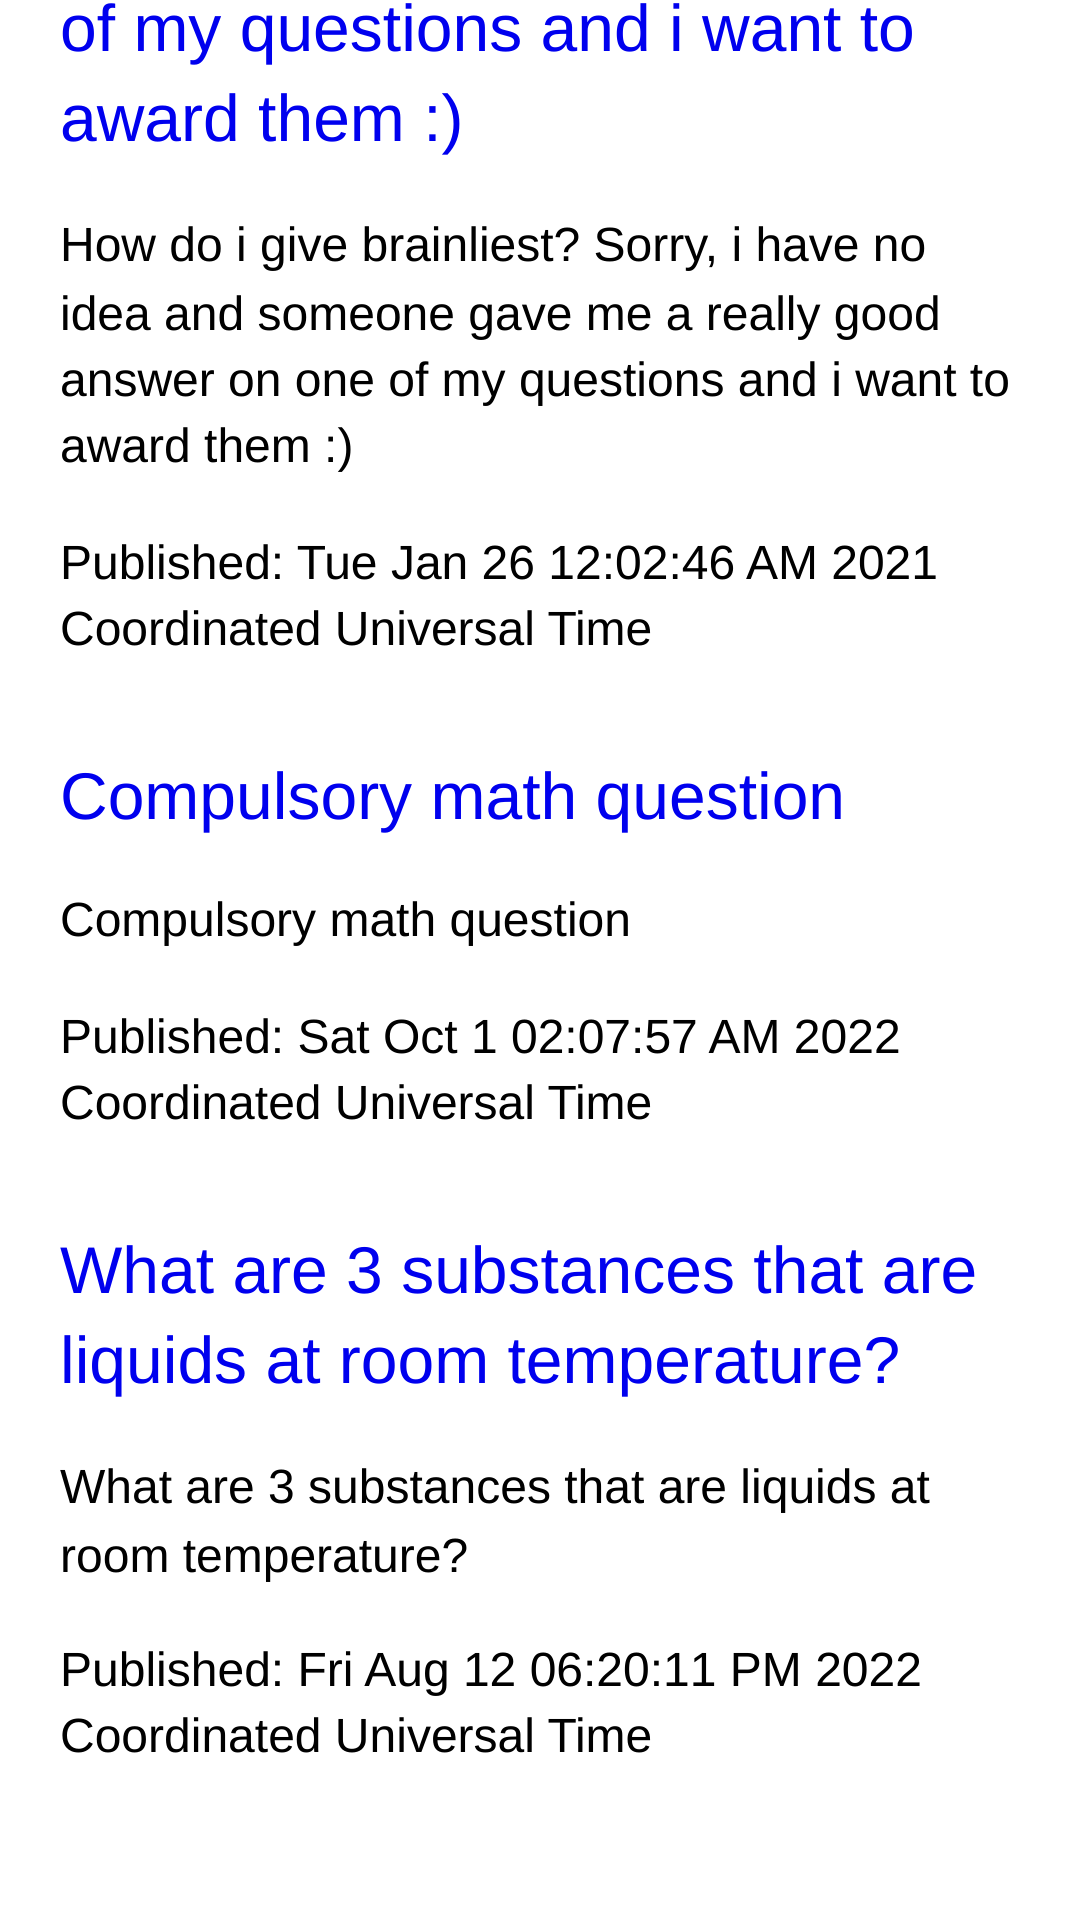 of my questions and i want to
award them :)
How do i give brainliest? Sorry, i have no
idea and someone gave me a really good
answer on one of my questions and i want to
award them :)
Published: Tue Jan 26 12:02:46 AM 2021
Coordinated Universal Time
Compulsory math question
Compulsory math question
Published: Sat Oct 1 02:07:57 AM 2022
Coordinated Universal Time
What are 3 substances that are
liquids at room temperature?
What are 3 substances that are liquids at
room temperature?
Published: Fri Aug 12 06:20:11 PM 2022
Coordinated Universal Time